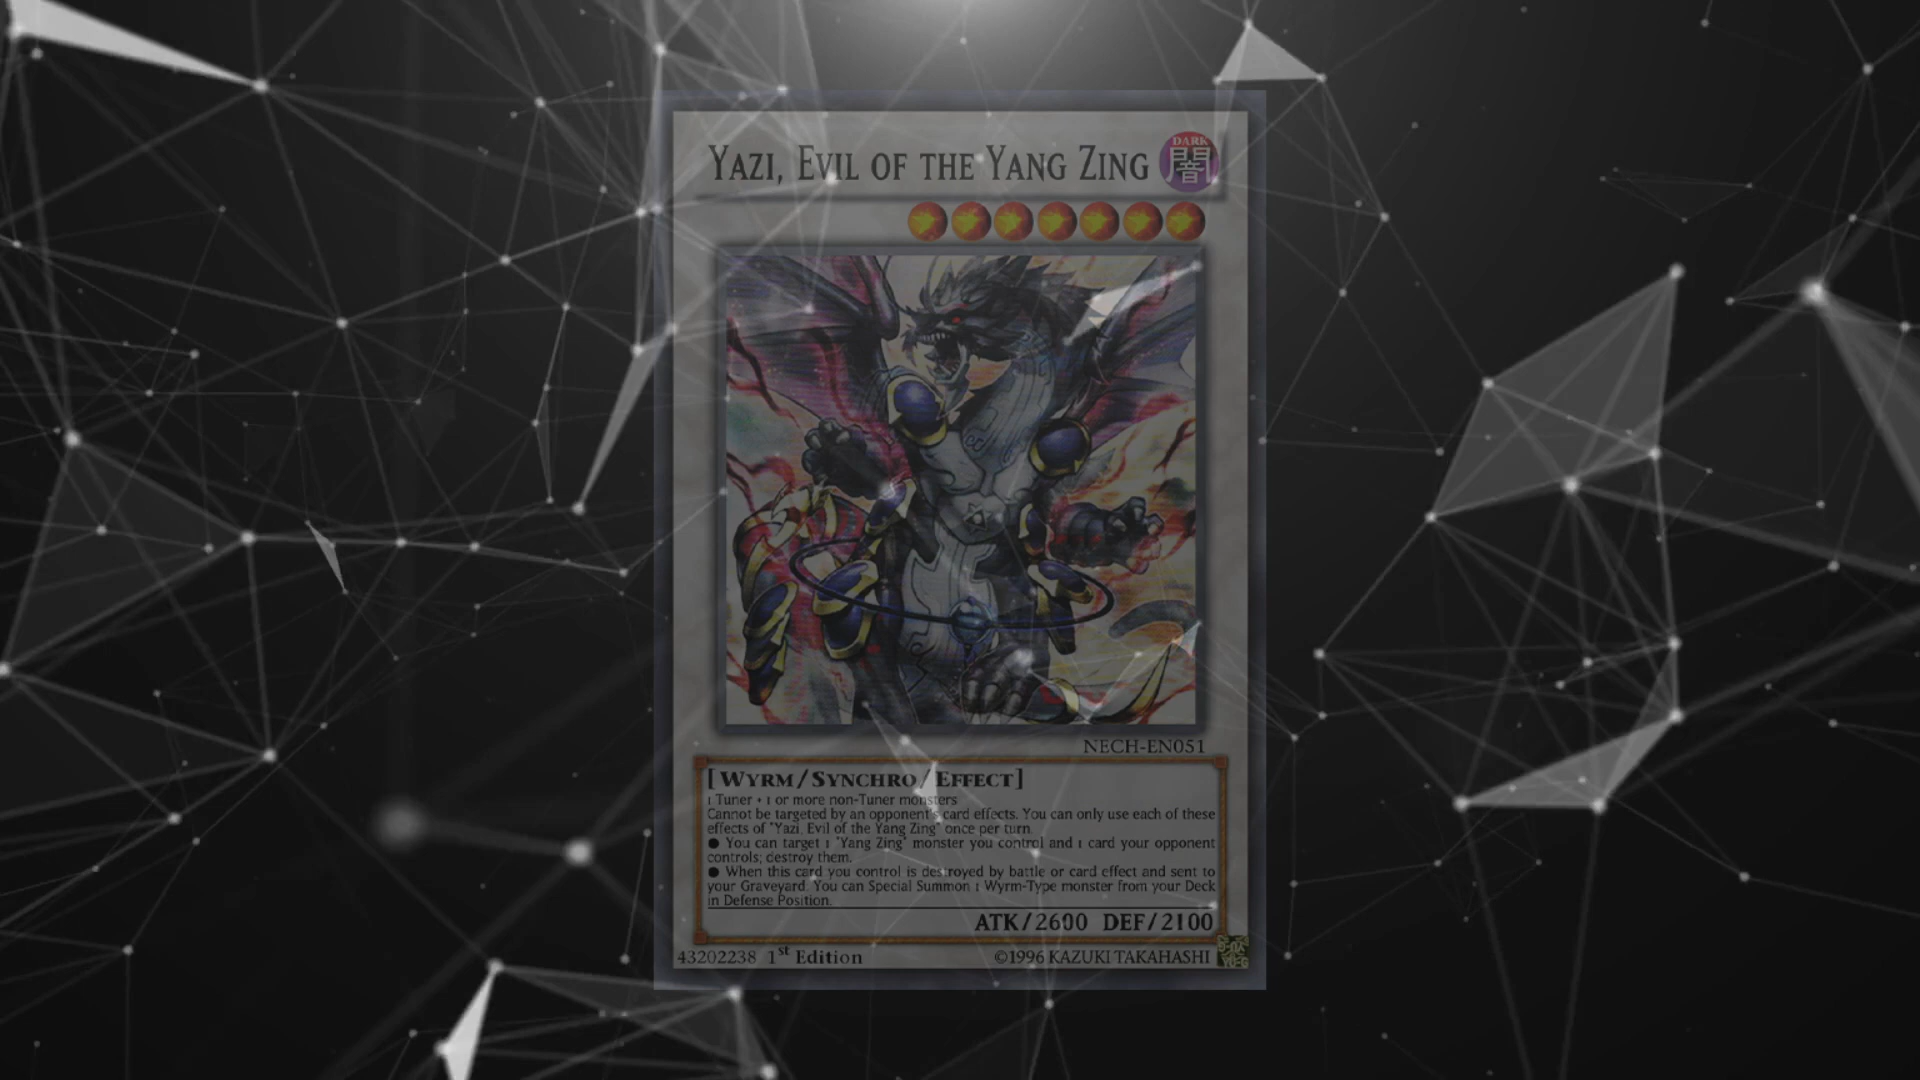 YAZI, EVIL OF THE YANG ZING
DARK
闇
NECH-EN051
[WYRM/SYNCHRO/EFFECT]
1 Tuner + 1 or more non-Tuner monsters
Cannot be targeted by an opponent's card effects. You can only use each of these
effects of "Yazi, Evil of the Yang Zing" once per turn.
● You can target 1 "Yang Zing" monster you control and 1 card your opponent
controls; destroy them.
● When this card you control is destroyed by battle or card effect and sent to
your Graveyard: You can Special Summon 1 Wyrm-Type monster from your Deck
in Defense Position.
ATK/2600 DEF/2100
43202238 1st Edition ©1996 KAZUKI TAKAHASHI